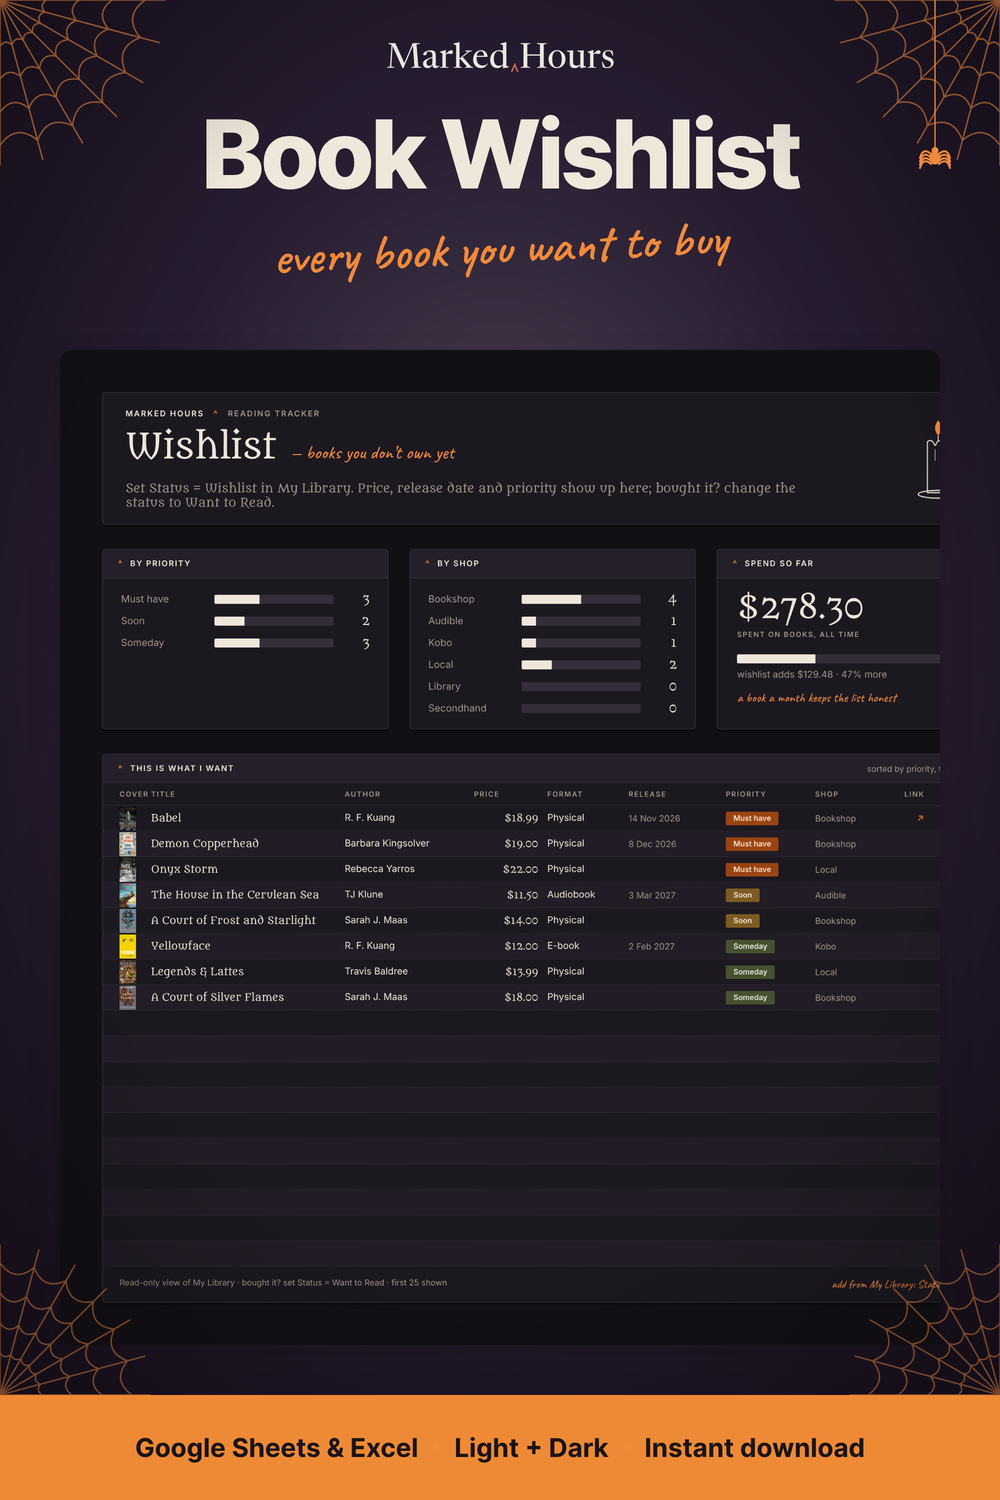 Marked^Hours
Book Wishlist
every book you want to buy
MARKED HOURS ^ READING TRACKER
Wishlist – books you don't own yet
Set Status = Wishlist in My Library. Price, release date and priority show up here; bought it? change the
status to Want to Read.
^ BY PRIORITY
Must have 3
Soon 2
Someday 3
^ BY SHOP
Bookshop 4
Audible 1
Kobo 1
Local 2
Library 0
Secondhand 0
^ SPEND SO FAR
$278.30
SPENT ON BOOKS, ALL TIME
wishlist adds $129.48 · 47% more
a book a month keeps the list honest
^ THIS IS WHAT I WANT sorted by priority,
COVER TITLE AUTHOR PRICE FORMAT RELEASE PRIORITY SHOP LINK
Babel R. F. Kuang $18.99 Physical 14 Nov 2026 Must have Bookshop ↗
Demon Copperhead Barbara Kingsolver $19.00 Physical 8 Dec 2026 Must have Bookshop
Onyx Storm Rebecca Yarros $22.00 Physical Must have Local
The House in the Cerulean Sea TJ Klune $11.50 Audiobook 3 Mar 2027 Soon Audible
A Court of Frost and Starlight Sarah J. Maas $14.00 Physical Soon Bookshop
Yellowface R. F. Kuang $12.00 E-book 2 Feb 2027 Someday Kobo
Legends & Lattes Travis Baldree $13.99 Physical Someday Local
A Court of Silver Flames Sarah J. Maas $18.00 Physical Someday Bookshop
Read-only view of My Library · bought it? set Status = Want to Read · first 25 shown
add from My Library: Stat
Google Sheets & Excel Light + Dark Instant download